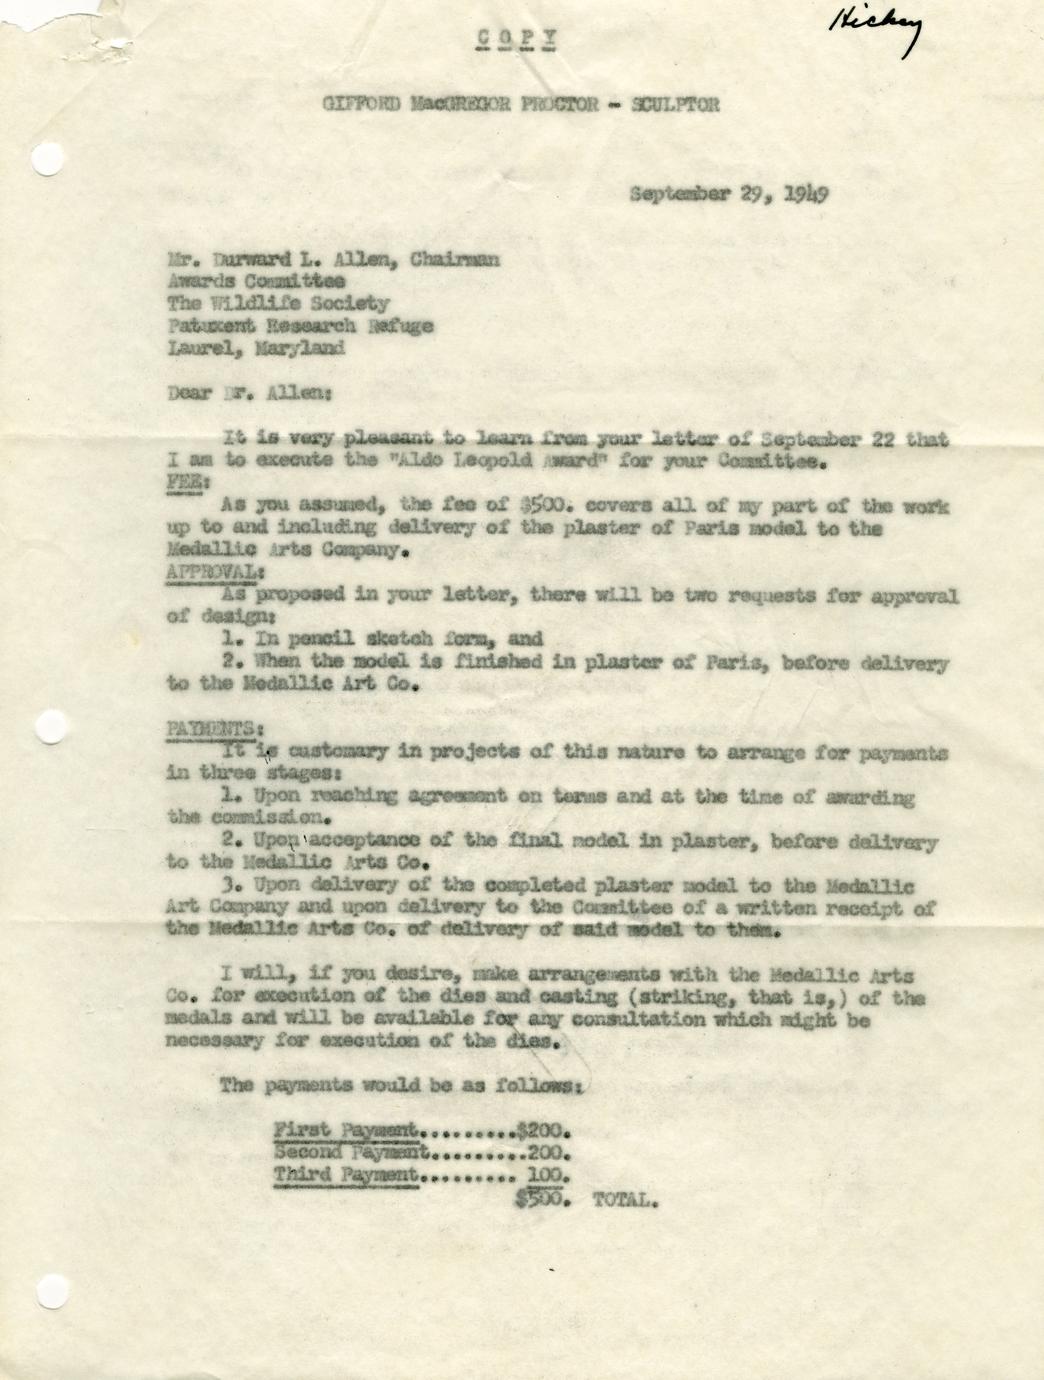 Hickey
COPY
GIFFORD MacGREGOR PROCTOR - SCULPTOR
September 29, 1949
Mr. Durward L. Allen, Chairman
Awards Committee
The Wildlife Society
Patuxent Research Refuge
Laurel, Maryland
Dear Dr. Allen:
It is very pleasant to learn from your letter of September 22 that
I am to execute the "Aldo Leopold Award" for your Committee.
FEE:
As you assumed, the fee of $500. covers all of my part of the work
up to and including delivery of the plaster of Paris model to the
Medallic Arts Company.
APPROVAL:
As proposed in your letter, there will be two requests for approval
of design:
1. In pencil sketch form, and
2. When the model is finished in plaster of Paris, before delivery
to the Medallic Art Co.
PAYMENTS:
It is customary in projects of this nature to arrange for payments
in three stages:
1. Upon reaching agreement on terms and at the time of awarding
the commission.
2. Upon acceptance of the final model in plaster, before delivery
to the Medallic Arts Co.
3. Upon delivery of the completed plaster model to the Medallic
Art Company and upon delivery to the Committee of a written receipt of
the Medallic Arts Co. of delivery of said model to them.
I will, if you desire, make arrangements with the Medallic Arts
Co. for execution of the dies and casting (striking, that is,) of the
medals and will be available for any consultation which might be
necessary for execution of the dies.
The payments would be as follows:
First Payment.........$200.
Second Payment.........200.
Third Payment......... 100.
$500. TOTAL.